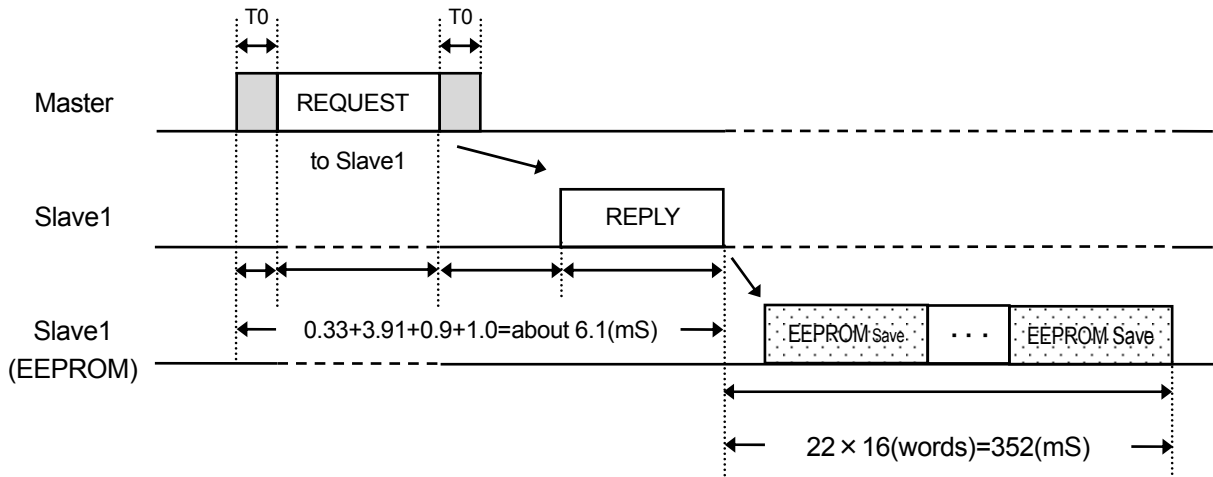 T0 T0
Master REQUEST
to Slave1
Slave1 REPLY
0.33+3.91+0.9+1.0=about 6.1(mS)
Slave1
(EEPROM)
EEPROM Save ・・・ EEPROM Save
22×16(words)=352(mS)